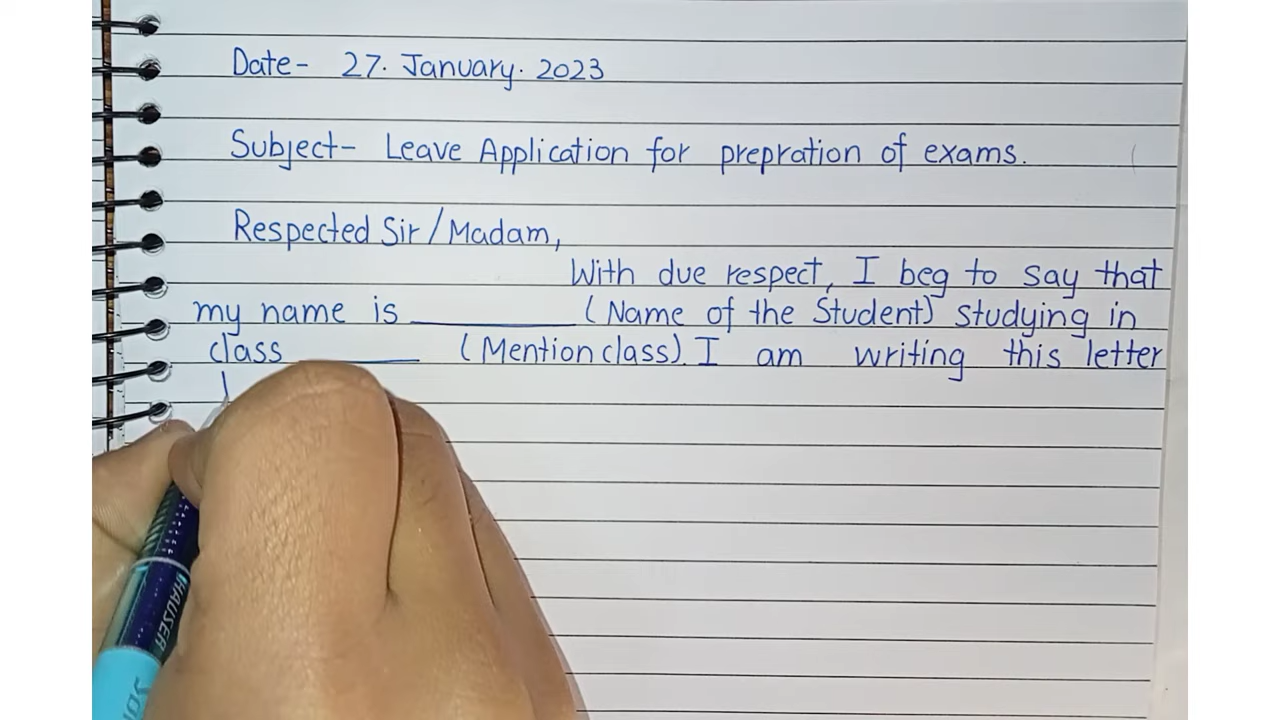 Date- 27. January. 2023
Subject- Leave Application for prepration of exams.
Respected Sir/Madam,
With due respect, I beg to say that
my name is ________ (Name of the Student) studying in
class ______ (Mention class). I am writing this letter
HAUSER